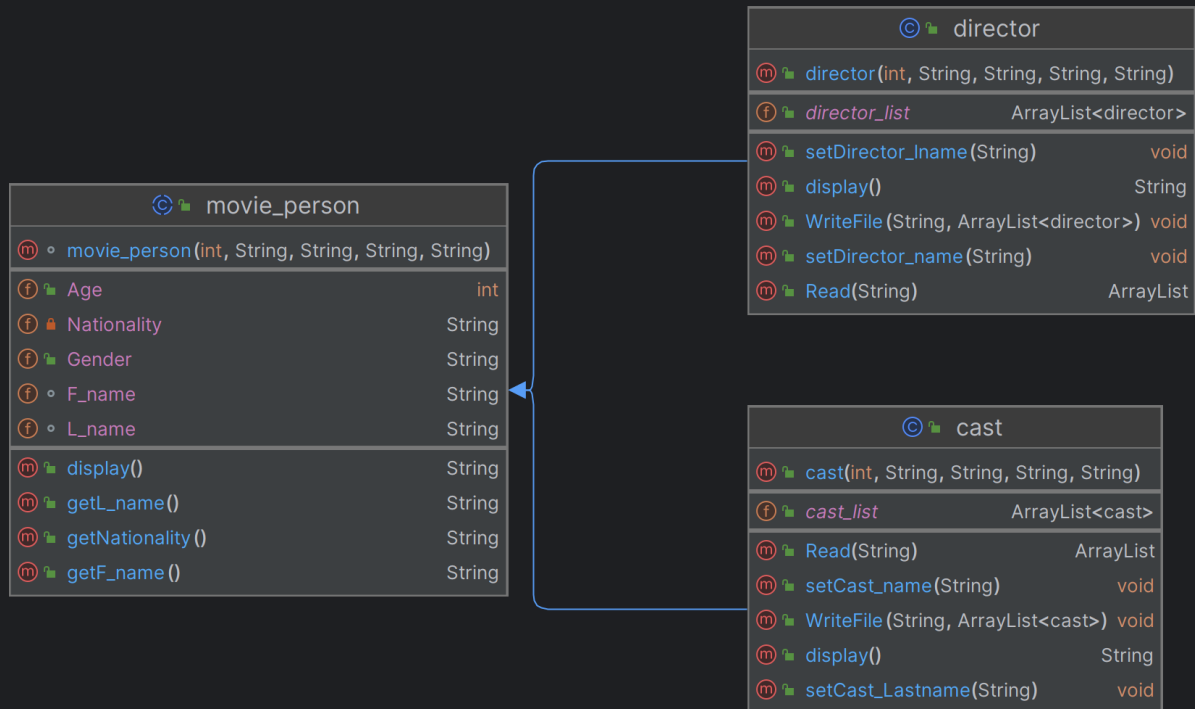 movie_person
movie_person(int, String, String, String, String)
Age int
Nationality String
Gender String
F_name String
L_name String
display() String
getL_name() String
getNationality() String
getF_name() String
director
director(int, String, String, String, String)
director_list ArrayList<director>
setDirector_lname(String) void
display() String
WriteFile(String, ArrayList<director>) void
setDirector_name(String) void
Read(String) ArrayList
cast
cast(int, String, String, String, String)
cast_list ArrayList<cast>
Read(String) ArrayList
setCast_name(String) void
WriteFile(String, ArrayList<cast>) void
display() String
setCast_Lastname(String) void